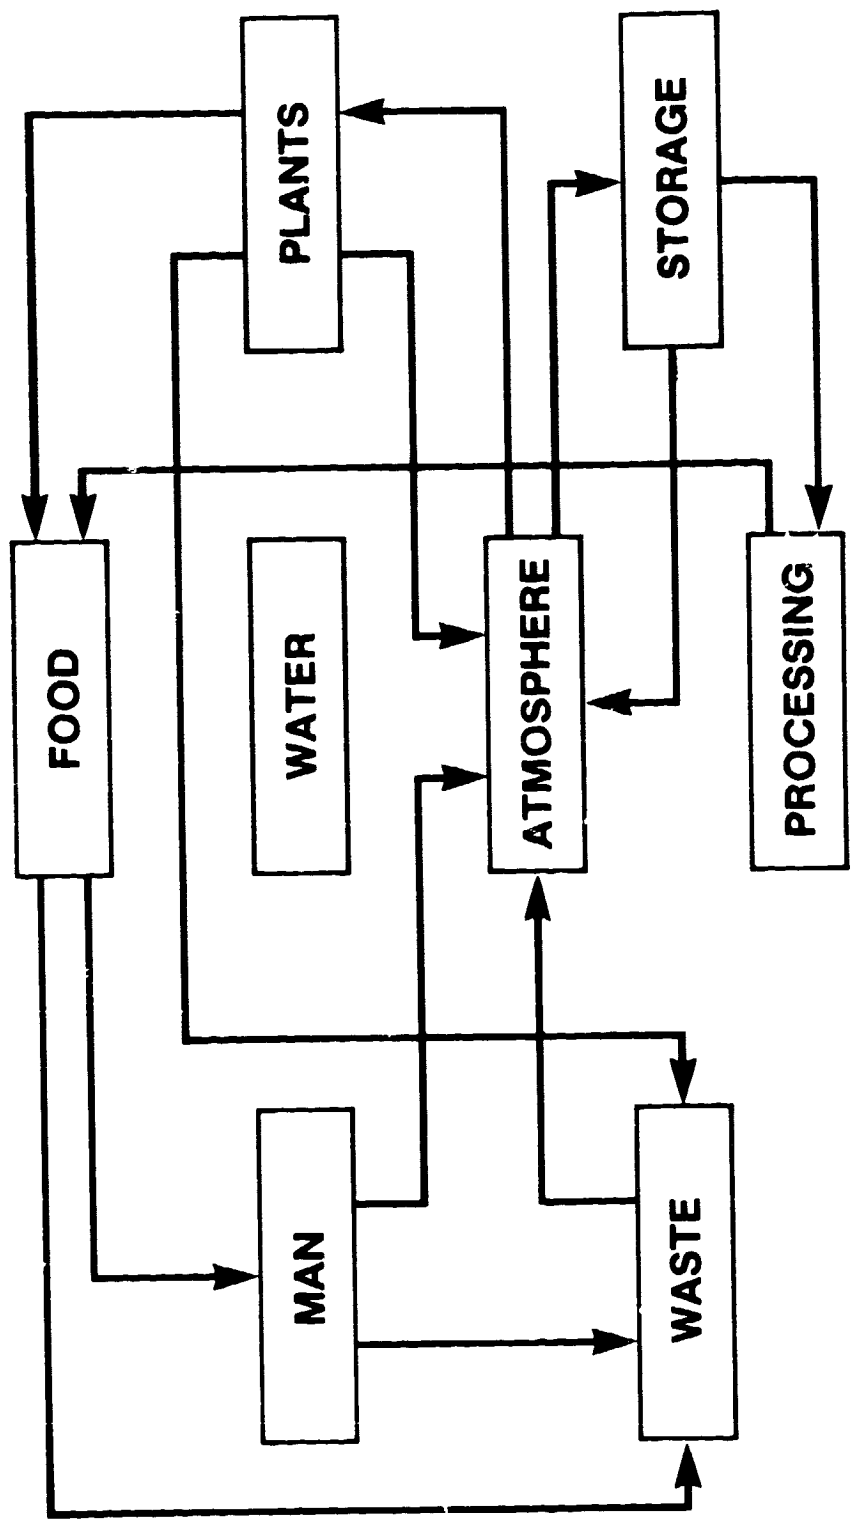 FOOD
MAN
WATER
PLANTS
ATMOSPHERE
WASTE
STORAGE
PROCESSING